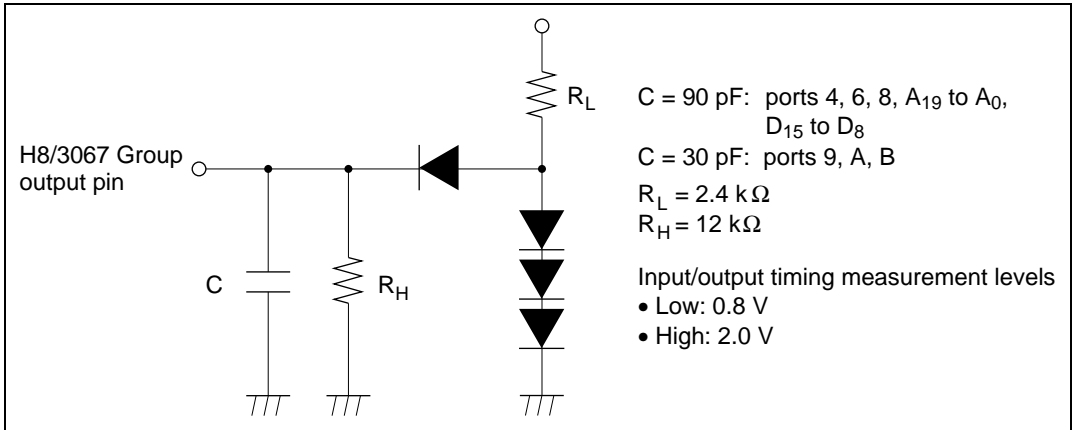 H8/3067 Group
output pin
C
R_H
R_L
C = 90 pF: ports 4, 6, 8, A19 to A0,
D15 to D8
C = 30 pF: ports 9, A, B
R_L = 2.4 kΩ
R_H = 12 kΩ
Input/output timing measurement levels
• Low: 0.8 V
• High: 2.0 V